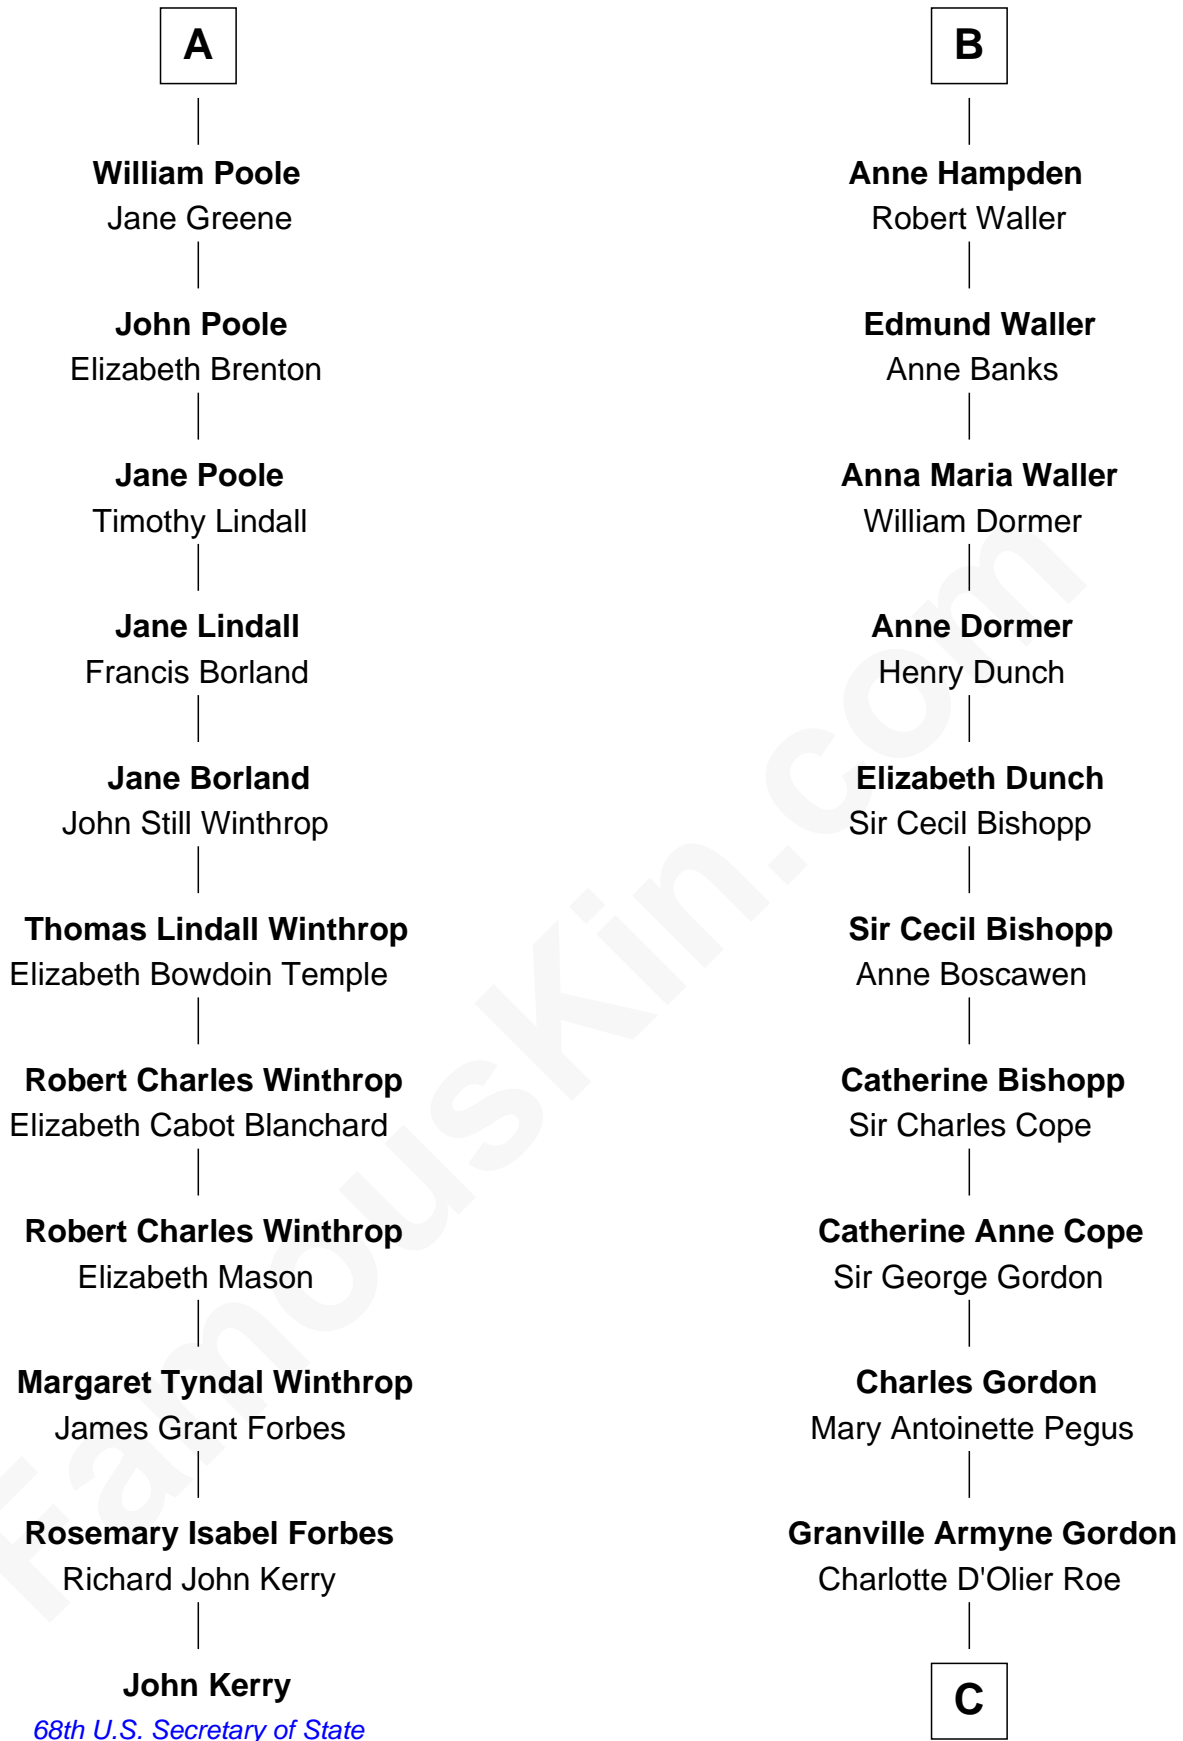 A
William Poole
Jane Greene
John Poole
Elizabeth Brenton
Jane Poole
Timothy Lindall
Jane Lindall
Francis Borland
Jane Borland
John Still Winthrop
Thomas Lindall Winthrop
Elizabeth Bowdoin Temple
Robert Charles Winthrop
Elizabeth Cabot Blanchard
Robert Charles Winthrop
Elizabeth Mason
Margaret Tyndal Winthrop
James Grant Forbes
Rosemary Isabel Forbes
Richard John Kerry
John Kerry
68th U.S. Secretary of State
B
Anne Hampden
Robert Waller
Edmund Waller
Anne Banks
Anna Maria Waller
William Dormer
Anne Dormer
Henry Dunch
Elizabeth Dunch
Sir Cecil Bishopp
Sir Cecil Bishopp
Anne Boscawen
Catherine Bishopp
Sir Charles Cope
Catherine Anne Cope
Sir George Gordon
Charles Gordon
Mary Antoinette Pegus
Granville Armyne Gordon
Charlotte D'Olier Roe
C
FamousKin.com